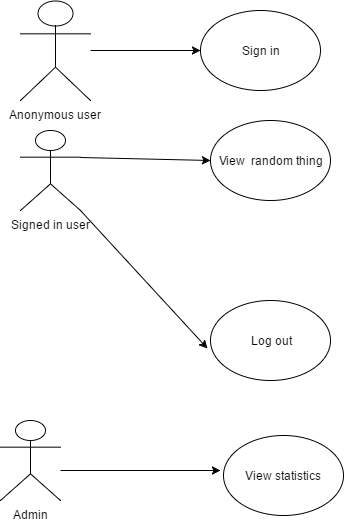 Sign in
Anonymous user
View  random thing
Signed in user
Log out
View statistics
Admin